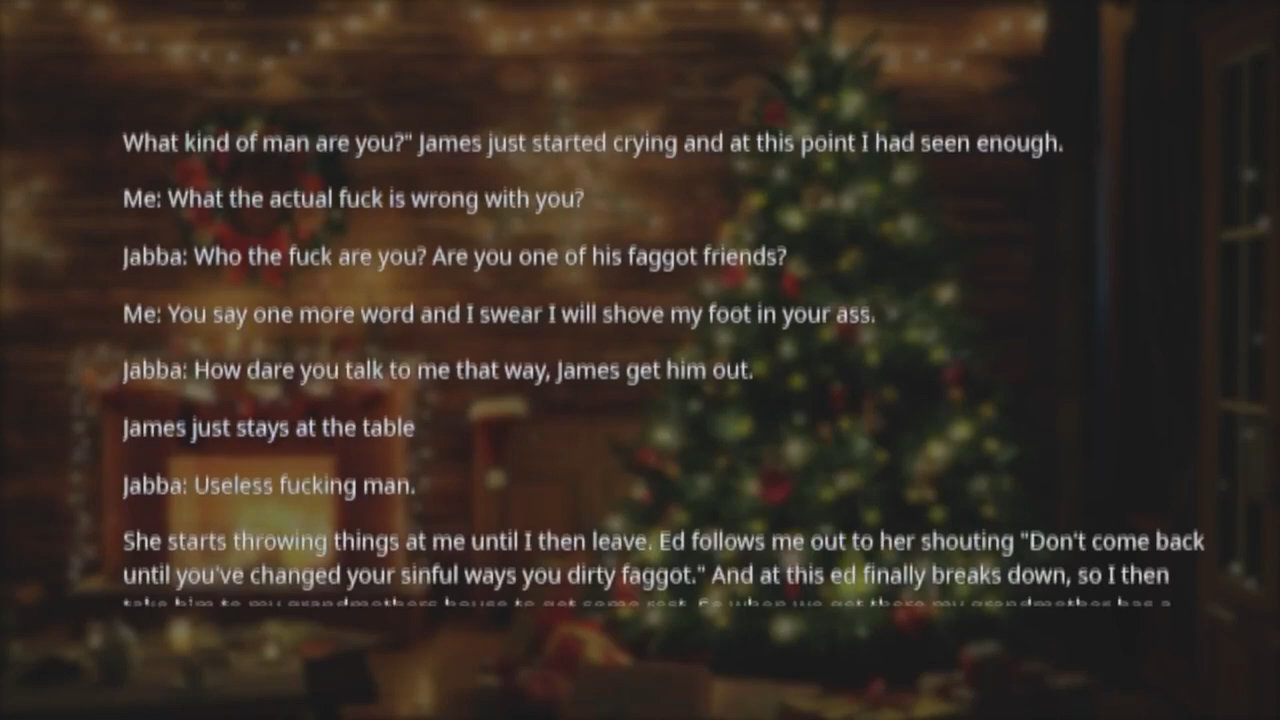 What kind of man are you?" James just started crying and at this point I had seen enough.
Me: What the actual fuck is wrong with you?
Jabba: Who the fuck are you? Are you one of his faggot friends?
Me: You say one more word and I swear I will shove my foot in your ass.
Jabba: How dare you talk to me that way, James get him out.
James just stays at the table
Jabba: Useless fucking man.
She starts throwing things at me until I then leave. Ed follows me out to her shouting "Don't come back
until you've changed your sinful ways you dirty faggot." And at this ed finally breaks down, so I then